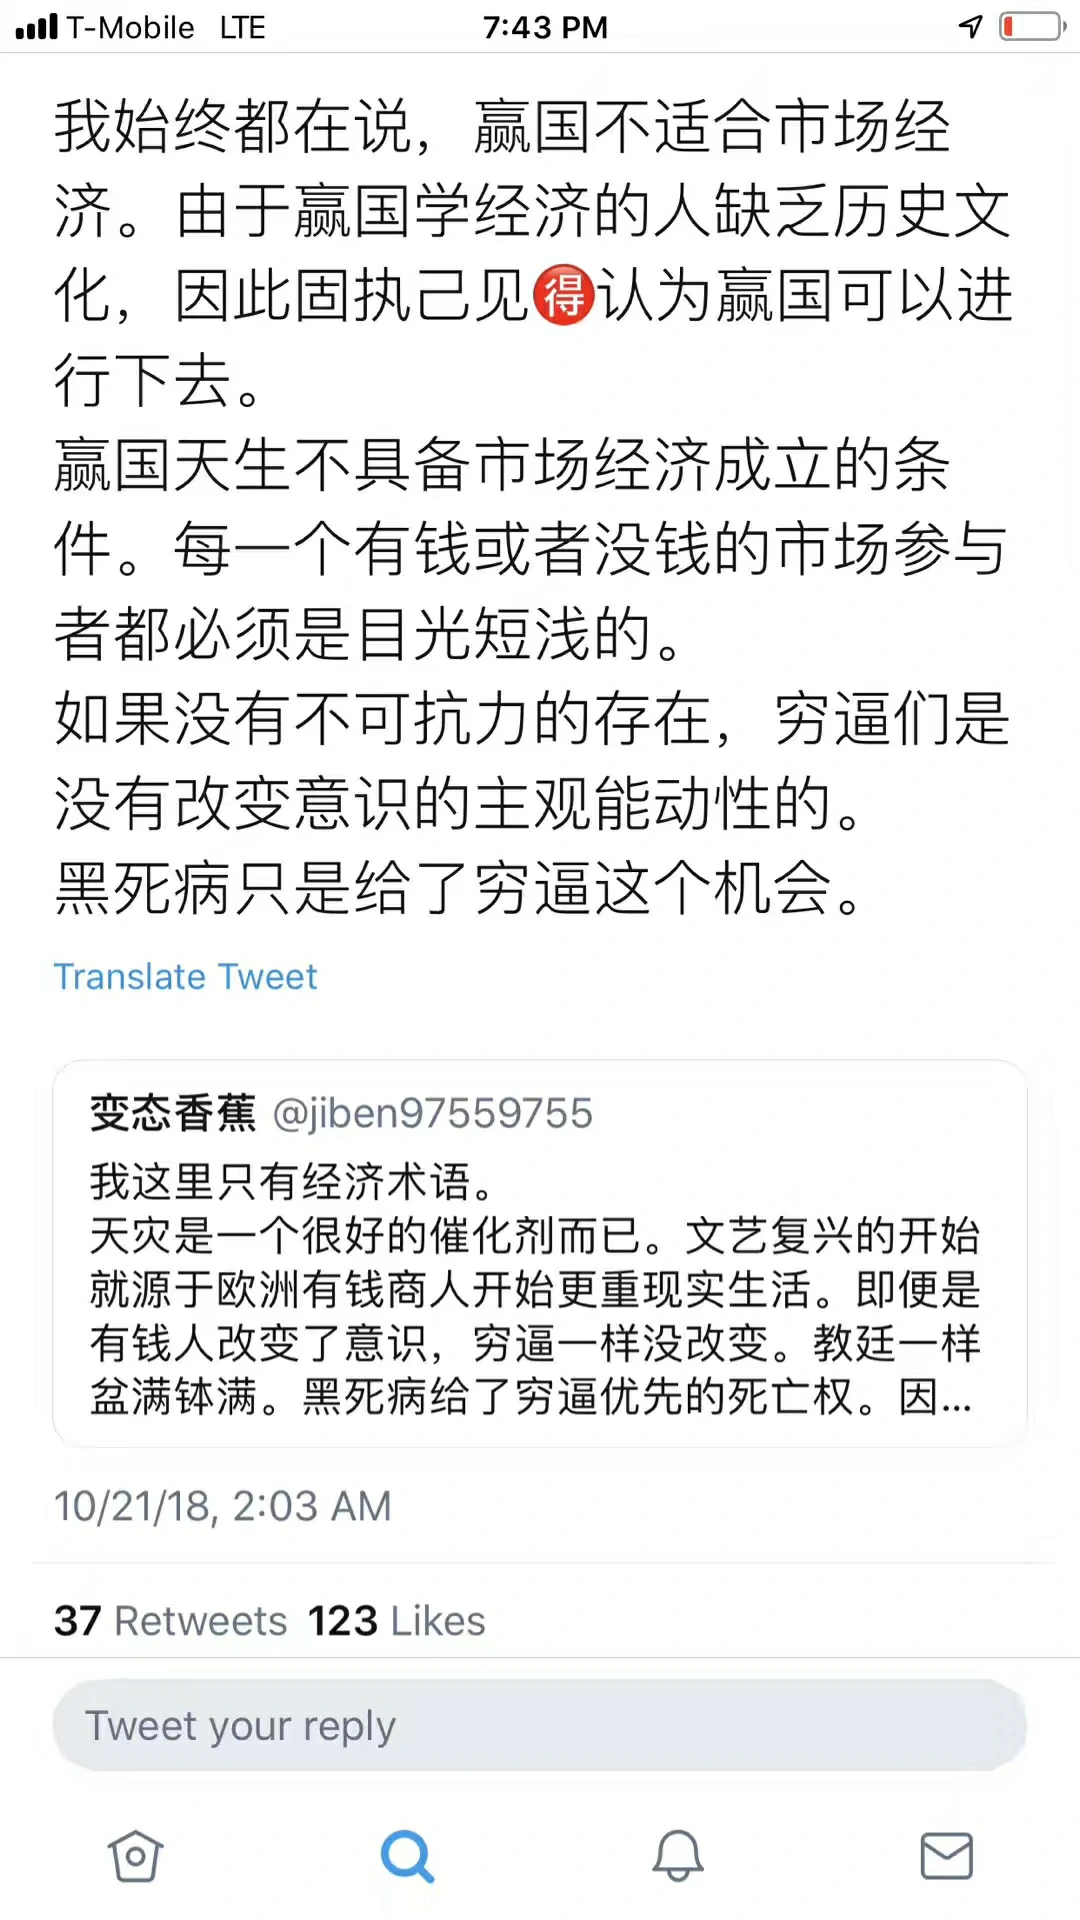 T-Mobile LTE 7:43 PM
我始终都在说，赢国不适合市场经
济。由于赢国学经济的人缺乏历史文
化，因此固执己见🉐认为赢国可以进
行下去。
赢国天生不具备市场经济成立的条
件。每一个有钱或者没钱的市场参与
者都必须是目光短浅的。
如果没有不可抗力的存在，穷逼们是
没有改变意识的主观能动性的。
黑死病只是给了穷逼这个机会。
Translate Tweet
变态香蕉 @jiben97559755
我这里只有经济术语。
天灾是一个很好的催化剂而已。文艺复兴的开始
就源于欧洲有钱商人开始更重现实生活。即便是
有钱人改变了意识，穷逼一样没改变。教廷一样
盆满钵满。黑死病给了穷逼优先的死亡权。因...
10/21/18, 2:03 AM
37 Retweets 123 Likes
Tweet your reply